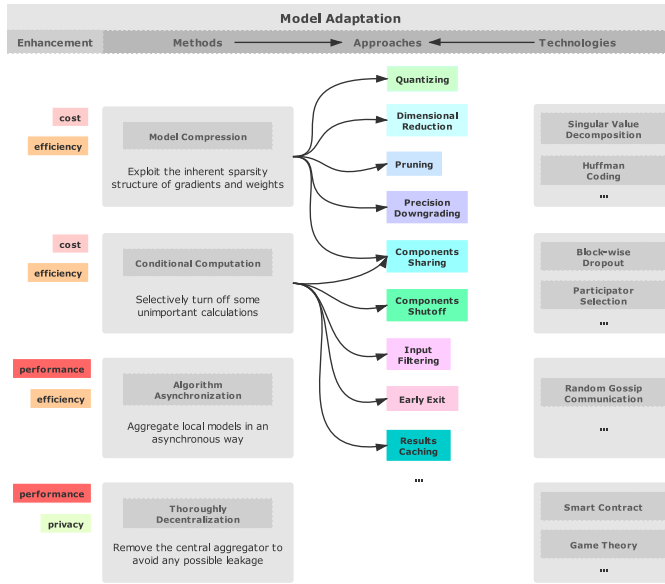 Model Adaptation
Enhancement
Methods
Approaches
Technologies
cost
efficiency
Model Compression
Exploit the inherent sparsity
structure of gradients and weights
cost
efficiency
Conditional Computation
Selectively turn off some
unimportant calculations
performance
efficiency
Algorithm
Asynchronization
Aggregate local models in an
asynchronous way
performance
privacy
Thoroughly
Decentralization
Remove the central aggregator to
avoid any possible leakage
Quantizing
Dimensional
Reduction
Pruning
Precision
Downgrading
Components
Sharing
Components
Shutoff
Input
Filtering
Early Exit
Results
Caching
...
Singular Value
Decomposition
Huffman
Coding
...
Block-wise
Dropout
Participator
Selection
...
Random Gossip
Communication
...
Smart Contract
Game Theory
...